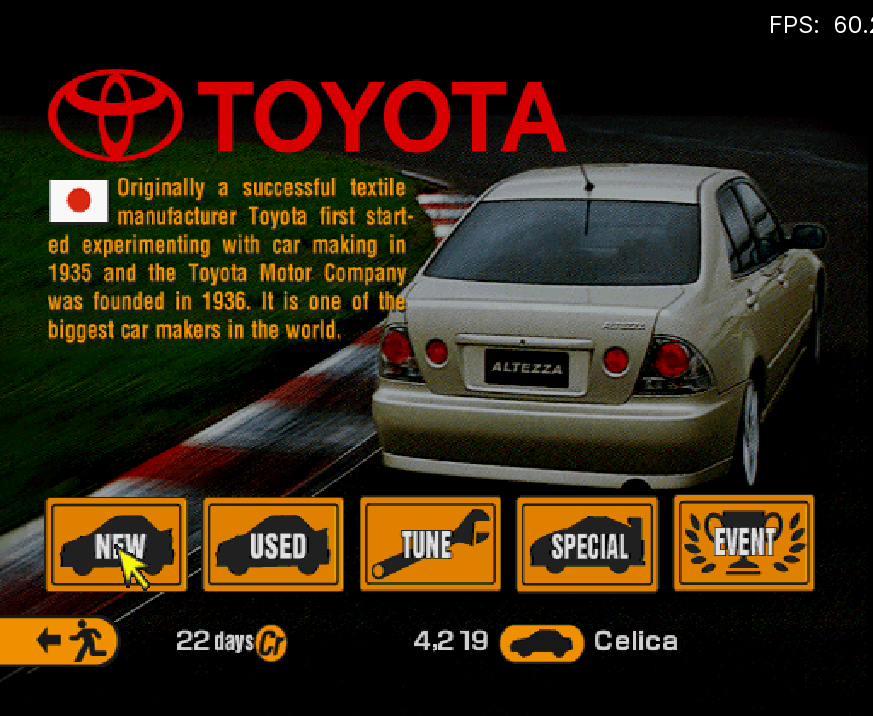 FPS: 60.2
TOYOTA
Originally a successful textile
manufacturer Toyota first start-
ed experimenting with car making in
1935 and the Toyota Motor Company
was founded in 1936. It is one of the
biggest car makers in the world.
ALTEZZA
ALTEZZA
NEW USED TUNE SPECIAL EVENT
22 days Cr 4,219 Celica